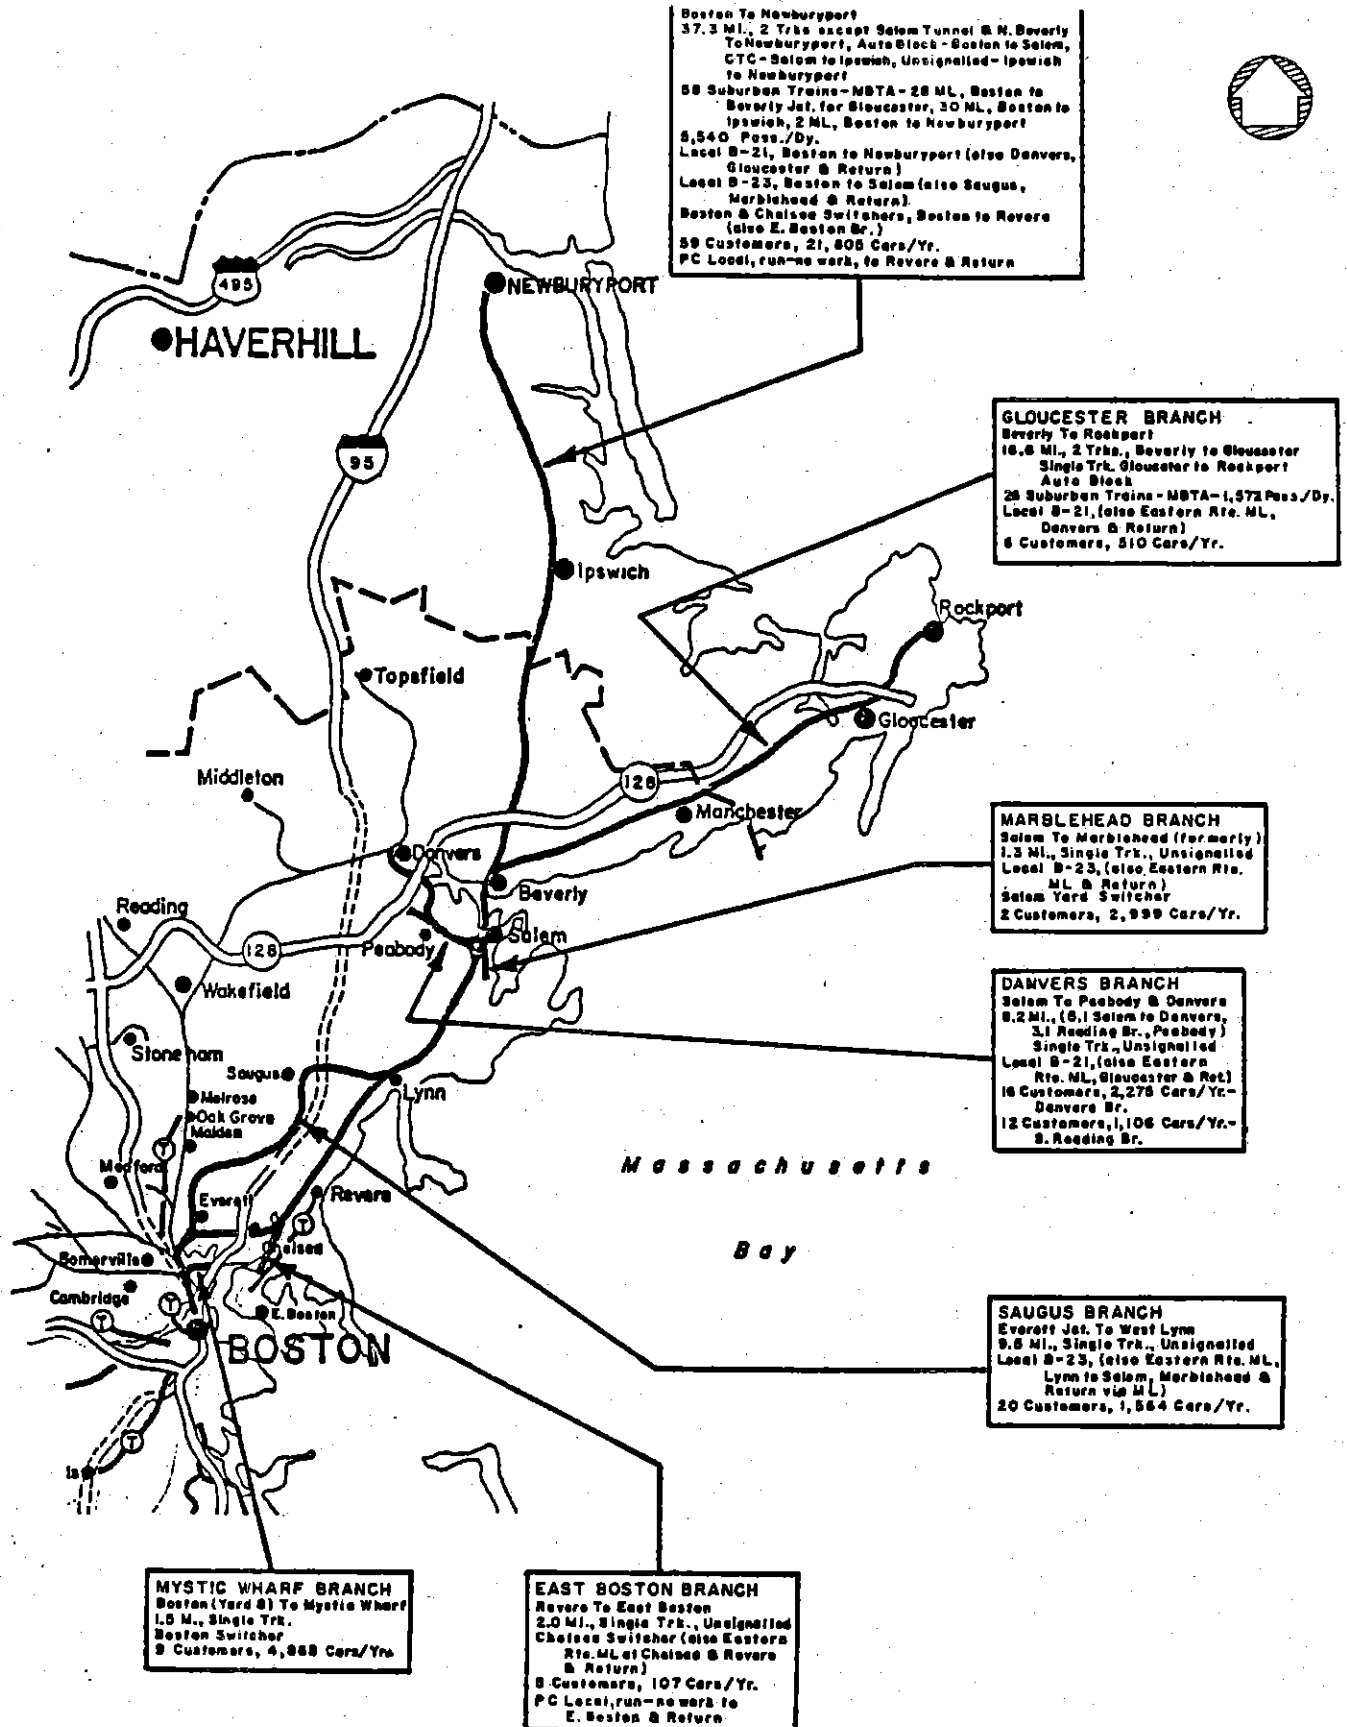 Boston To Newburyport
37.3 Mi., 2 Trks except Salem Tunnel & N. Beverly
To Newburyport, Auto Block - Boston to Salem,
CTC - Salem to Ipswich, Unsignalled - Ipswich
to Newburyport
58 Suburban Trains - MBTA - 28 ML, Boston to
Beverly Jct. for Gloucester, 30 ML, Boston to
Ipswich, 2 ML, Boston to Newburyport
5,540 Pass./Dy.
Local B-21, Boston to Newburyport (also Danvers,
Gloucester & Return)
Local B-23, Boston to Salem (also Saugus,
Marblehead & Return)
Boston & Chelsea Switchers, Boston to Revere
(also E. Boston Br.)
59 Customers, 21,805 Cars/Yr.
PC Local, run-no work, to Revere & Return
495
NEWBURYPORT
HAVERHILL
95
GLOUCESTER BRANCH
Beverly To Rockport
16.6 Mi., 2 Trks., Beverly to Gloucester
Single Trk. Gloucester to Rockport
Auto Block
26 Suburban Trains - MBTA - 1,572 Pass./Dy.
Local B-21, (also Eastern Rte. ML,
Danvers & Return)
6 Customers, 510 Cars/Yr.
Ipswich
Rockport
Topsfield
Gloucester
Middleton
128
Manchester
MARBLEHEAD BRANCH
Salem To Marblehead (formerly)
1.3 Mi., Single Trk., Unsignalled
Local B-23, (also Eastern Rte.
ML & Return)
Salem Yard Switcher
2 Customers, 2,999 Cars/Yr.
Danvers
Beverly
Reading
128
Peabody
Salem
Wakefield
DANVERS BRANCH
Salem To Peabody & Danvers
8.2 Mi., (5.1 Salem to Danvers,
3.1 Reading Br., Peabody)
Single Trk., Unsignalled
Local B-21, (also Eastern
Rte. ML, Gloucester & Ret.)
16 Customers, 2,275 Cars/Yr.-
Danvers Br.
12 Customers, 1,106 Cars/Yr.-
S. Reading Br.
Stoneham
Saugus
Lynn
Melrose
Oak Grove
Malden
T
Medford
Massachusetts
Everett
Revere
T
Bay
Somerville
Chelsea
Cambridge
T
T
E. Boston
BOSTON
SAUGUS BRANCH
Everett Jct. To West Lynn
9.6 Mi., Single Trk., Unsignalled
Local B-23, (also Eastern Rte. ML,
Lynn to Salem, Marblehead &
Return via ML)
20 Customers, 1,564 Cars/Yr.
T
Is
MYSTIC WHARF BRANCH
Boston (Yard 8) To Mystic Wharf
1.5 M., Single Trk.
Boston Switcher
9 Customers, Cars/Yr.
EAST BOSTON BRANCH
Revere To East Boston
2.0 Mi., Single Trk., Unsignalled
Chelsea Switcher (also Eastern
Rte. ML at Chelsea & Revere
& Return)
Customers, 107 Cars/Yr.
PC Local, run-no work to
E. Boston & Return